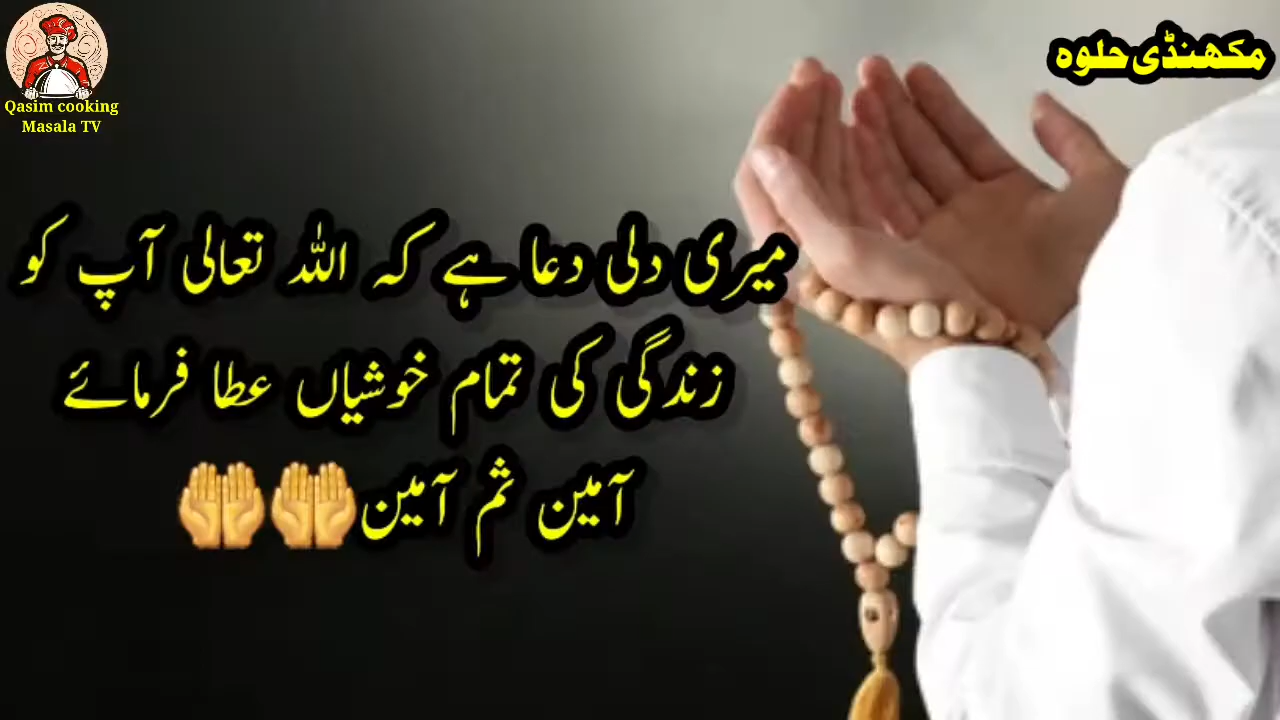 Qasim cooking
Masala TV
مکھنڈی حلوہ
میری دلی دعا ہے کہ اللہ تعالی آپ کو
زندگی کی تمام خوشیاں عطا فرمائے
آمین ثم آمین🤲🤲